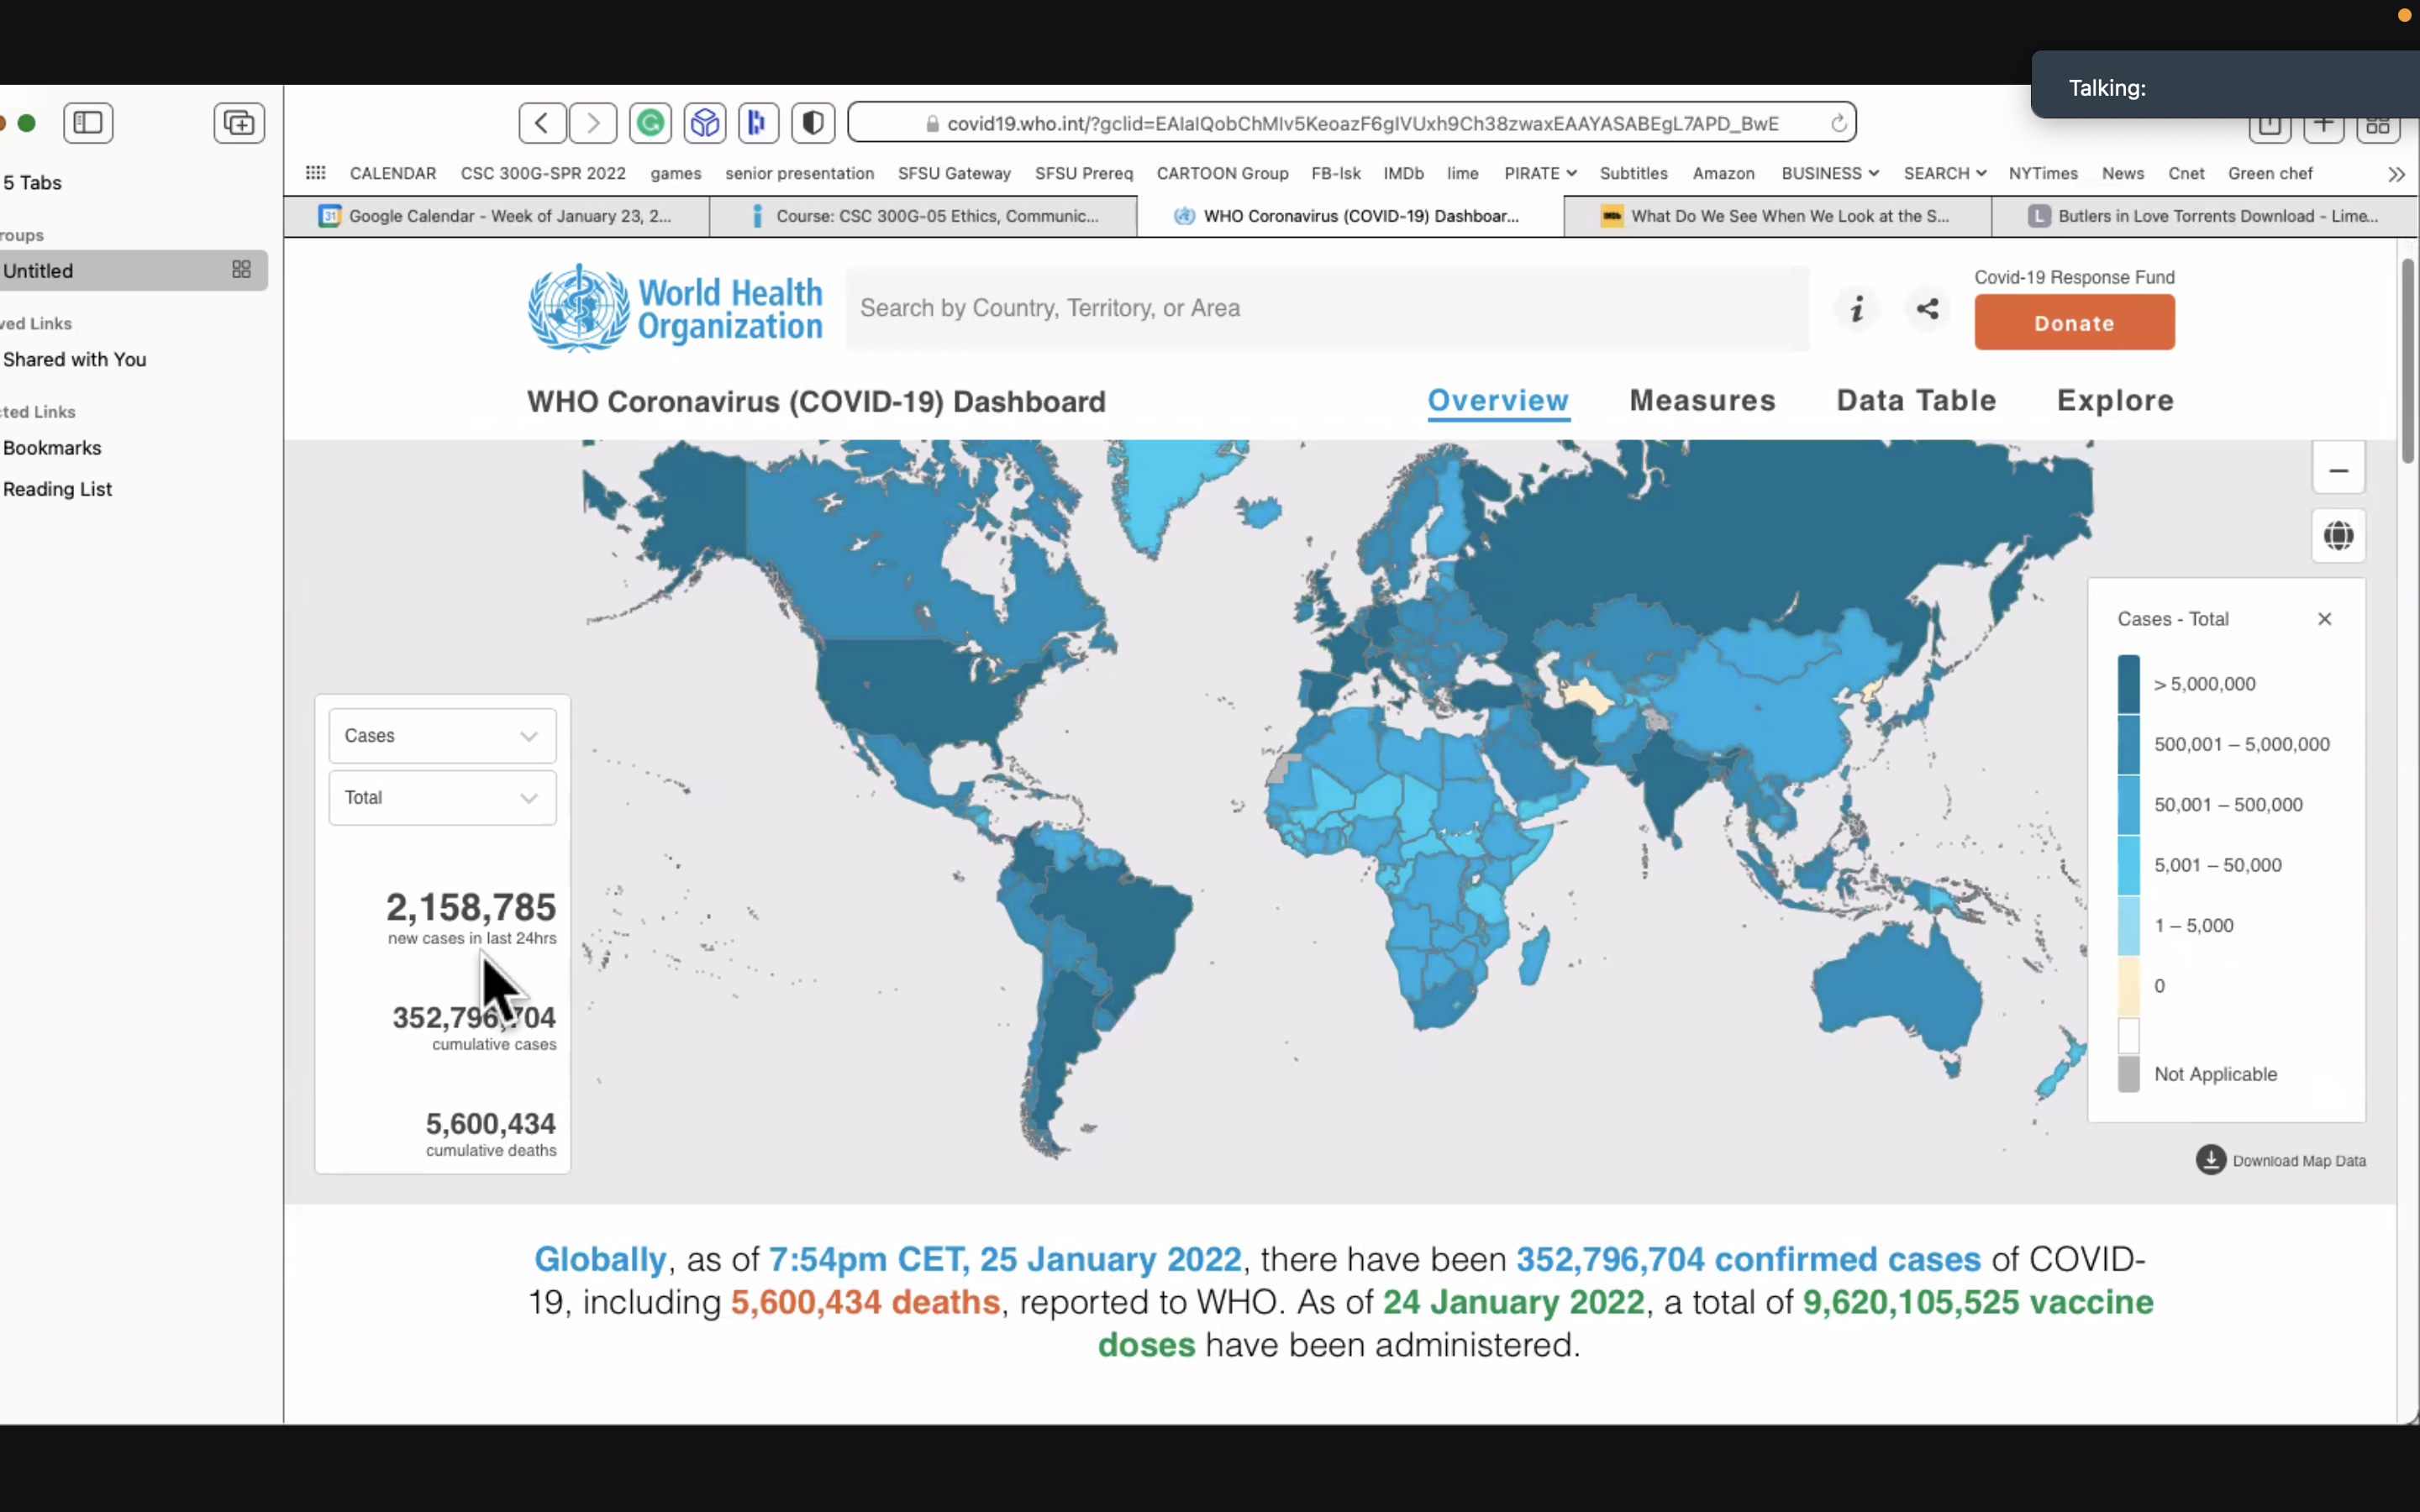 Talking:
covid19.who.int/?gclid=EAIaIQobChMIv5KeoazF6gIVUxh9Ch38zwaxEAAYASABEgL7APD_BwE
5 Tabs
CALENDAR CSC 300G-SPR 2022 games senior presentation SFSU Gateway SFSU Prereq CARTOON Group FB-lsk IMDb lime PIRATE Subtitles Amazon BUSINESS SEARCH NYTimes News Cnet Green chef
Google Calendar - Week of January 23, 2... Course: CSC 300G-05 Ethics, Communic... WHO Coronavirus (COVID-19) Dashboar... What Do We See When We Look at the S... L Butlers in Love Torrents Download - Lime...
roups
Untitled
ved Links
Shared with You
cted Links
Bookmarks
Reading List
World Health
Organization
Search by Country, Territory, or Area
Covid-19 Response Fund
Donate
WHO Coronavirus (COVID-19) Dashboard
Overview Measures Data Table Explore
Cases
Total
2,158,785
new cases in last 24hrs
cumulative cases
5,600,434
cumulative deaths
Cases - Total
> 5,000,000
500,001 – 5,000,000
50,001 – 500,000
5,001 – 50,000
1 – 5,000
0
Not Applicable
Download Map Data
Globally, as of 7:54pm CET, 25 January 2022, there have been 352,796,704 confirmed cases of COVID-
19, including 5,600,434 deaths, reported to WHO. As of 24 January 2022, a total of 9,620,105,525 vaccine
doses have been administered.